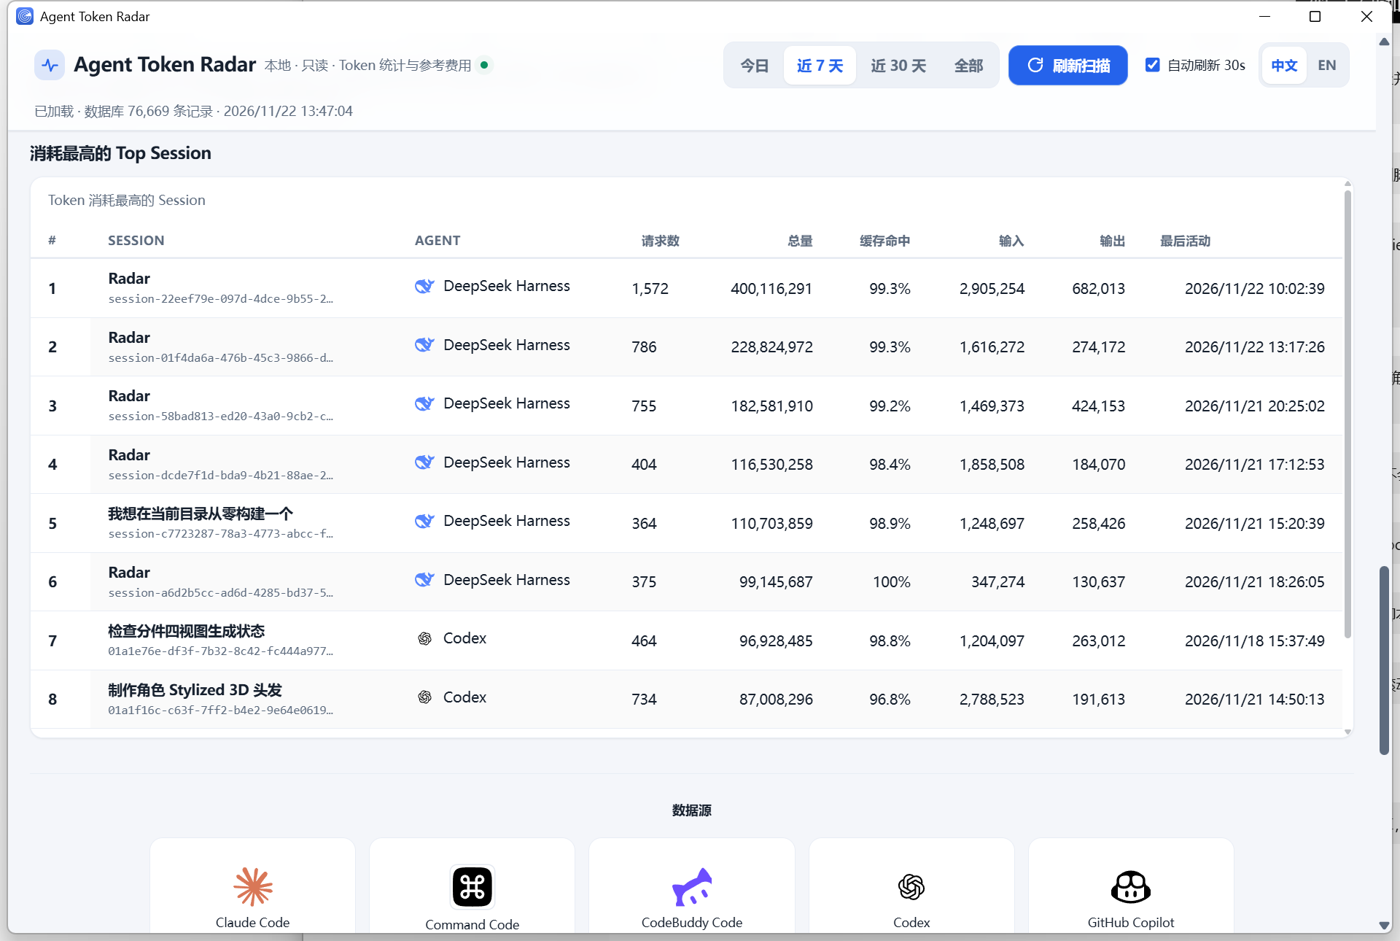 Agent Token Radar
Agent Token Radar 本地 · 只读 · Token 统计与参考费用
今日 近 7 天 近 30 天 全部 刷新扫描 自动刷新 30s 中文 EN
已加载 · 数据库 76,669 条记录 · 2026/11/22 13:47:04
消耗最高的 Top Session
Token 消耗最高的 Session
# SESSION AGENT 请求数 总量 缓存命中 输入 输出 最后活动
1 Radar DeepSeek Harness 1,572 400,116,291 99.3% 2,905,254 682,013 2026/11/22 10:02:39
session-22eef79e-097d-4dce-9b55-2…
2 Radar DeepSeek Harness 786 228,824,972 99.3% 1,616,272 274,172 2026/11/22 13:17:26
session-01f4da6a-476b-45c3-9866-d…
3 Radar DeepSeek Harness 755 182,581,910 99.2% 1,469,373 424,153 2026/11/21 20:25:02
session-58bad813-ed20-43a0-9cb2-c…
4 Radar DeepSeek Harness 404 116,530,258 98.4% 1,858,508 184,070 2026/11/21 17:12:53
session-dcde7f1d-bda9-4b21-88ae-2…
5 我想在当前目录从零构建一个 DeepSeek Harness 364 110,703,859 98.9% 1,248,697 258,426 2026/11/21 15:20:39
session-c7723287-78a3-4773-abcc-f…
6 Radar DeepSeek Harness 375 99,145,687 100% 347,274 130,637 2026/11/21 18:26:05
session-a6d2b5cc-ad6d-4285-bd37-5…
7 检查分件四视图生成状态 Codex 464 96,928,485 98.8% 1,204,097 263,012 2026/11/18 15:37:49
01a1e76e-df3f-7b32-8c42-fc444a977…
8 制作角色 Stylized 3D 头发 Codex 734 87,008,296 96.8% 2,788,523 191,613 2026/11/21 14:50:13
01a1f16c-c63f-7ff2-b4e2-9e64e0619…
数据源
Claude Code Command Code CodeBuddy Code Codex GitHub Copilot